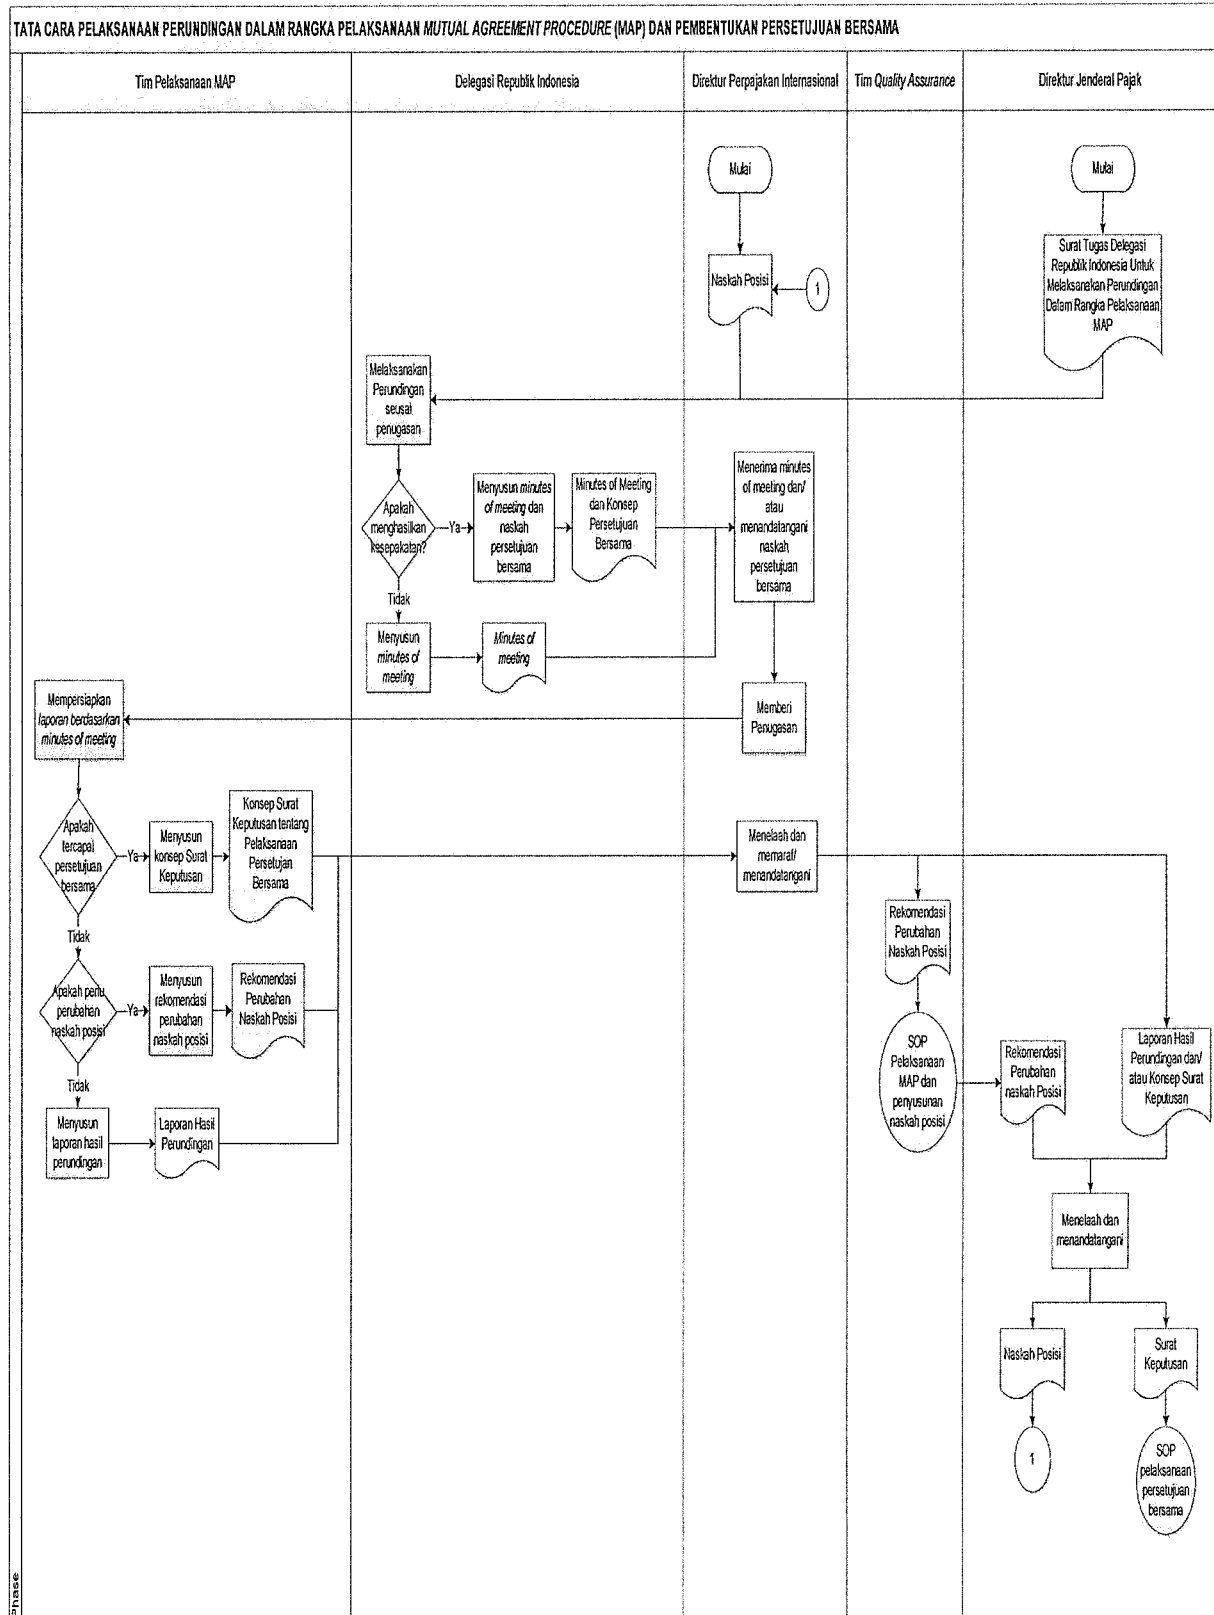 TATA CARA PELAKSANAAN PERUNDINGAN DALAM RANGKA PELAKSANAAN MUTUAL AGREEMENT PROCEDURE (MAP) DAN PEMBENTUKAN PERSETUJUAN BERSAMA
Tim Pelaksanaan MAP
Delegasi Republik Indonesia
Direktur Perpajakan Internasional
Tim Quality Assurance
Direktur Jenderal Pajak
Mulai
Mulai
Naskah Posisi
1
Surat Tugas Delegasi
Republik Indonesia Untuk
Melaksanakan Perundingan
Dalam Rangka Pelaksanaan
MAP
Melaksanakan
Perundingan
seusai
penugasan
Apakah
menghasilkan
kesepakatan?
Ya
Menyusun minutes
of meeting dan
naskah
persetujuan
bersama
Minutes of Meeting
dan Konsep
Persetujuan
Bersama
Menerima minutes
of meeting dan/
atau
menandatangani
naskah
persetujuan
bersama
Tidak
Menyusun
minutes of
meeting
Minutes of
meeting
Memberi
Penugasan
Mempersiapkan
laporan berdasarkan
minutes of meeting
Apakah
tercapai
persetujuan
bersama
Ya
Menyusun
konsep Surat
Keputusan
Konsep Surat
Keputusan tentang
Pelaksanaan
Persetujan
Bersama
Menelaah dan
memaraf/
menandatangani
Tidak
Rekomendasi
Perubahan
Naskah Posisi
Apakah perlu
perubahan
naskah posisi
Ya
Menyusun
rekomendasi
perubahan
naskah posisi
Rekomendasi
Perubahan
Naskah Posisi
Tidak
SOP
Pelaksanaan
MAP dan
penyusunan
naskah posisi
Rekomendasi
Perubahan
naskah Posisi
Laporan Hasil
Perundingan dan/
atau Konsep Surat
Keputusan
Menyusun
laporan hasil
perundingan
Laporan Hasil
Perundingan
Menelaah dan
menandatangani
Naskah Posisi
Surat
Keputusan
1
SOP
pelaksanaan
persetujuan
bersama
Phase